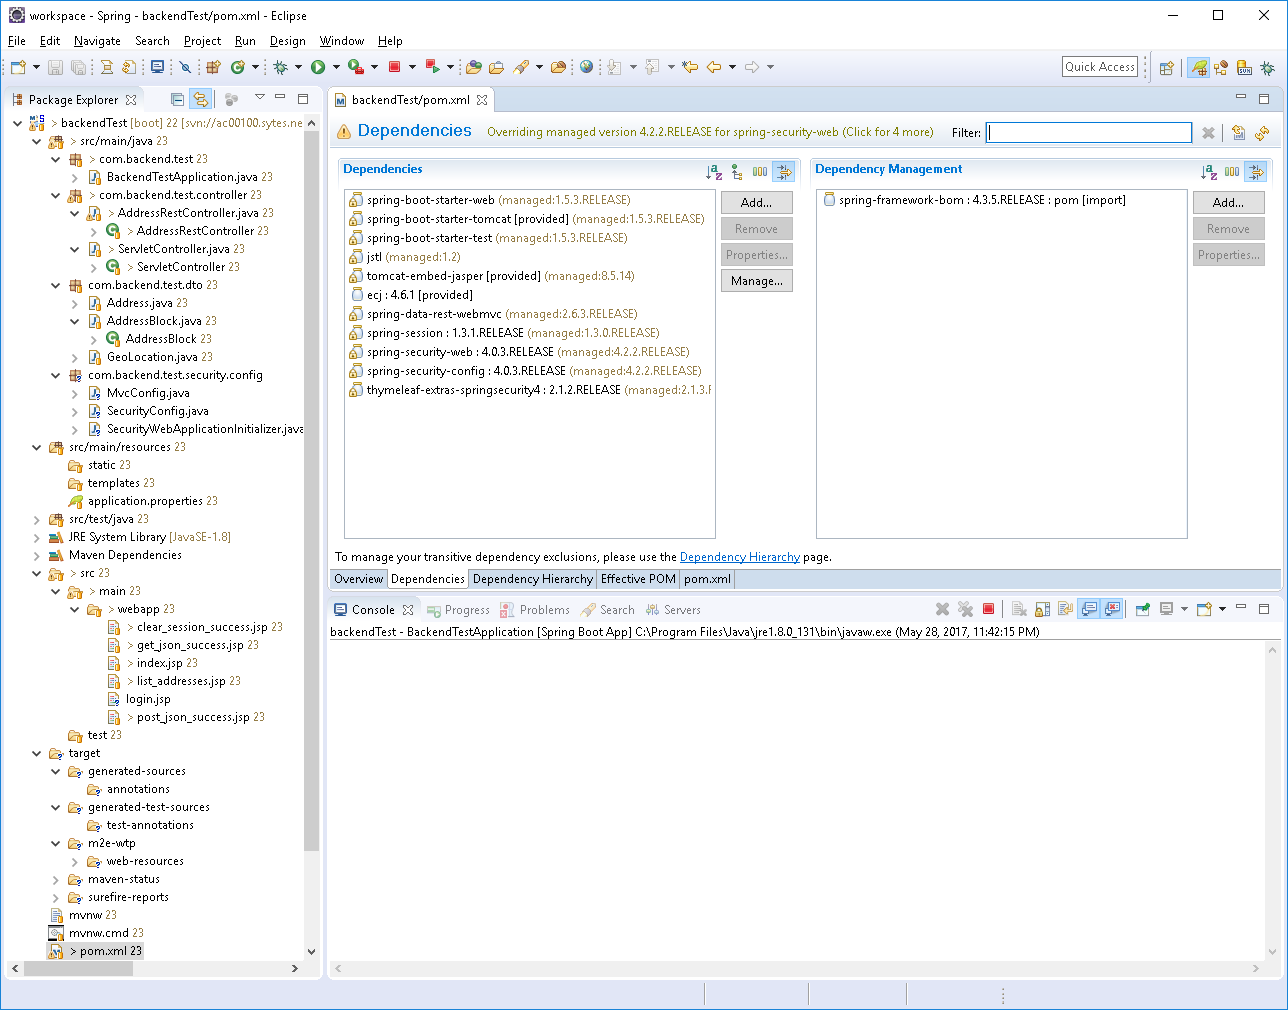 workspace - Spring - backendTest/pom.xml - Eclipse
File Edit Navigate Search Project Run Design Window Help
Quick Access
Package Explorer
> backendTest [boot] 22 [svn://ac00100.sytes.ne
> src/main/java 23
> com.backend.test 23
BackendTestApplication.java 23
> com.backend.test.controller 23
> AddressRestController.java 23
> AddressRestController 23
> ServletController.java 23
> ServletController 23
com.backend.test.dto 23
Address.java 23
AddressBlock.java 23
AddressBlock 23
GeoLocation.java 23
com.backend.test.security.config
MvcConfig.java
SecurityConfig.java
SecurityWebApplicationInitializer.java
src/main/resources 23
static 23
templates 23
application.properties 23
src/test/java 23
JRE System Library [JavaSE-1.8]
Maven Dependencies
> src 23
> main 23
> webapp 23
> clear_session_success.jsp 23
> get_json_success.jsp 23
> index.jsp 23
> list_addresses.jsp 23
login.jsp
> post_json_success.jsp 23
test 23
target
generated-sources
annotations
generated-test-sources
test-annotations
m2e-wtp
web-resources
maven-status
surefire-reports
mvnw 23
mvnw.cmd 23
> pom.xml 23
backendTest/pom.xml
Dependencies Overriding managed version 4.2.2.RELEASE for spring-security-web (Click for 4 more) Filter:
Dependencies
spring-boot-starter-web (managed:1.5.3.RELEASE)
spring-boot-starter-tomcat [provided] (managed:1.5.3.RELEASE)
spring-boot-starter-test (managed:1.5.3.RELEASE)
jstl (managed:1.2)
tomcat-embed-jasper [provided] (managed:8.5.14)
ecj : 4.6.1 [provided]
spring-data-rest-webmvc (managed:2.6.3.RELEASE)
spring-session : 1.3.1.RELEASE (managed:1.3.0.RELEASE)
spring-security-web : 4.0.3.RELEASE (managed:4.2.2.RELEASE)
spring-security-config : 4.0.3.RELEASE (managed:4.2.2.RELEASE)
thymeleaf-extras-springsecurity4 : 2.1.2.RELEASE (managed:2.1.3.F
Add...
Remove
Properties...
Manage...
Dependency Management
spring-framework-bom : 4.3.5.RELEASE : pom [import]
Add...
Remove
Properties...
To manage your transitive dependency exclusions, please use the Dependency Hierarchy page.
Overview Dependencies Dependency Hierarchy Effective POM pom.xml
Console Progress Problems Search Servers
backendTest - BackendTestApplication [Spring Boot App] C:\Program Files\Java\jre1.8.0_131\bin\javaw.exe (May 28, 2017, 11:42:15 PM)